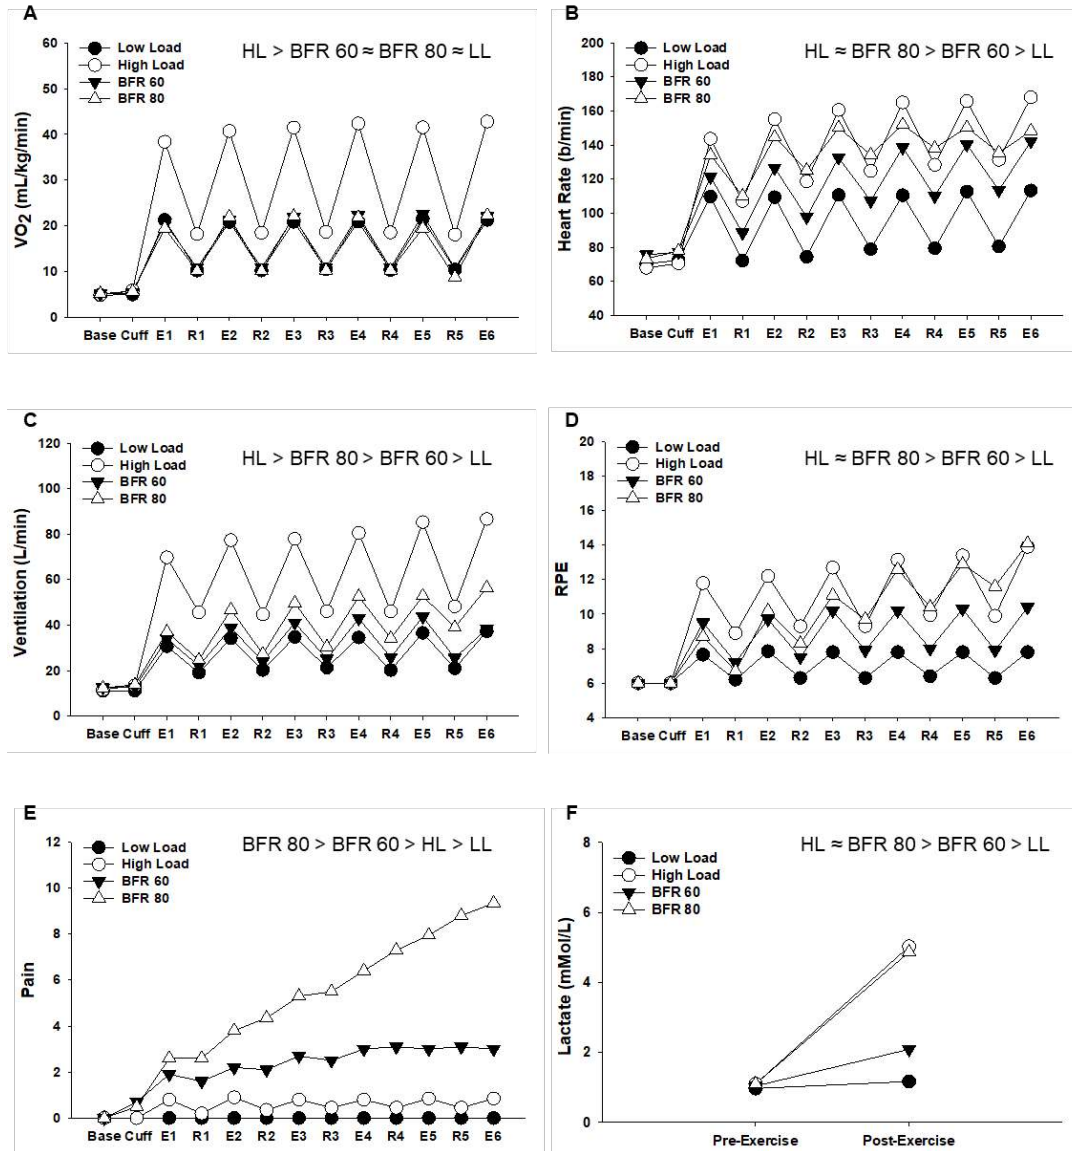 A
HL > BFR 60 ≈ BFR 80 ≈ LL
Low Load
High Load
BFR 60
BFR 80
VO2 (mL/kg/min)
60
50
40
30
20
10
0
Base Cuff E1 R1 E2 R2 E3 R3 E4 R4 E5 R5 E6
B
HL ≈ BFR 80 > BFR 60 > LL
Low Load
High Load
BFR 60
BFR 80
Heart Rate (b/min)
200
180
160
140
120
100
80
60
40
Base Cuff E1 R1 E2 R2 E3 R3 E4 R4 E5 R5 E6
C
HL > BFR 80 > BFR 60 > LL
Low Load
High Load
BFR 60
BFR 80
Ventilation (L/min)
120
100
80
60
40
20
0
Base Cuff E1 R1 E2 R2 E3 R3 E4 R4 E5 R5 E6
D
HL ≈ BFR 80 > BFR 60 > LL
Low Load
High Load
BFR 60
BFR 80
RPE
20
18
16
14
12
10
8
6
4
Base Cuff E1 R1 E2 R2 E3 R3 E4 R4 E5 R5 E6
E
BFR 80 > BFR 60 > HL > LL
Low Load
High Load
BFR 60
BFR 80
Pain
12
10
8
6
4
2
0
Base Cuff E1 R1 E2 R2 E3 R3 E4 R4 E5 R5 E6
F
HL ≈ BFR 80 > BFR 60 > LL
Low Load
High Load
BFR 60
BFR 80
Lactate (mMol/L)
8
6
4
2
0
Pre-Exercise Post-Exercise